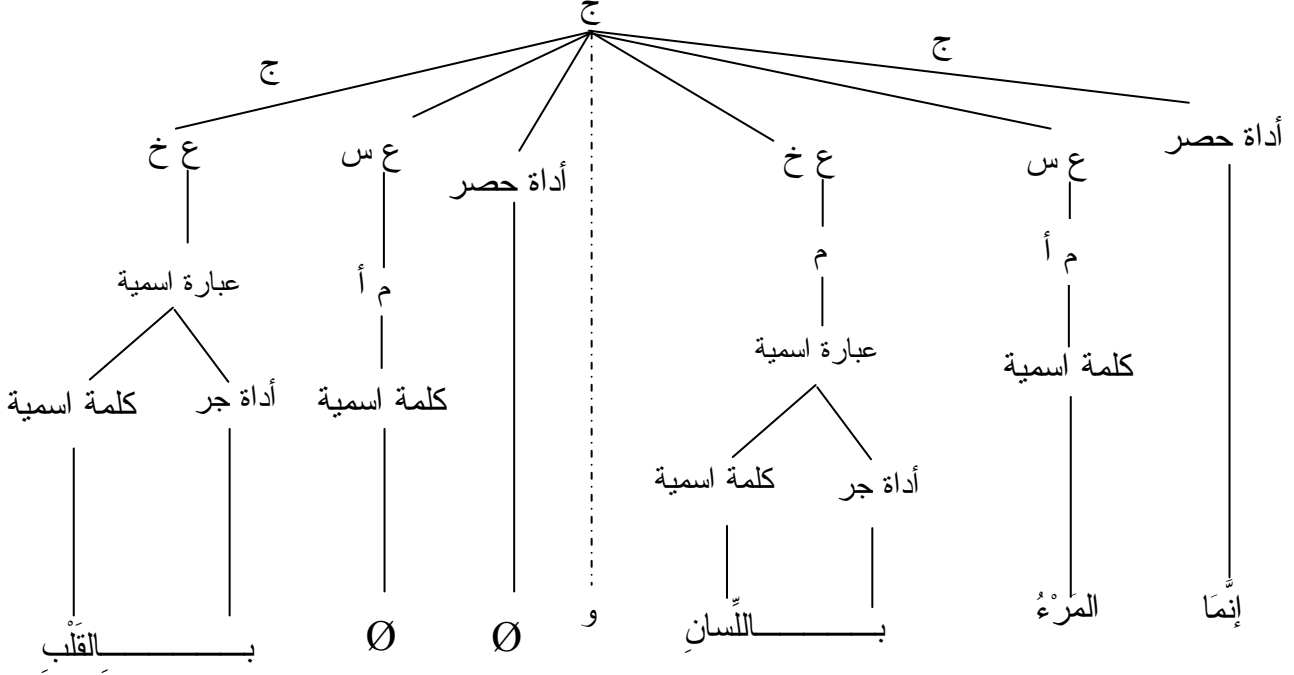 ج
ج
ج
أداة حصر
ع س
ع خ
أداة حصر
ع س
ع خ
م أ
م
م أ
عبارة اسمية
كلمة اسمية
عبارة اسمية
كلمة اسمية
أداة جر
كلمة اسمية
أداة جر
كلمة اسمية
إنَّمَا
المَرْءُ
بـــــــــاللِّسانِ
و
Ø
Ø
بـــــــــــــالقَلْب